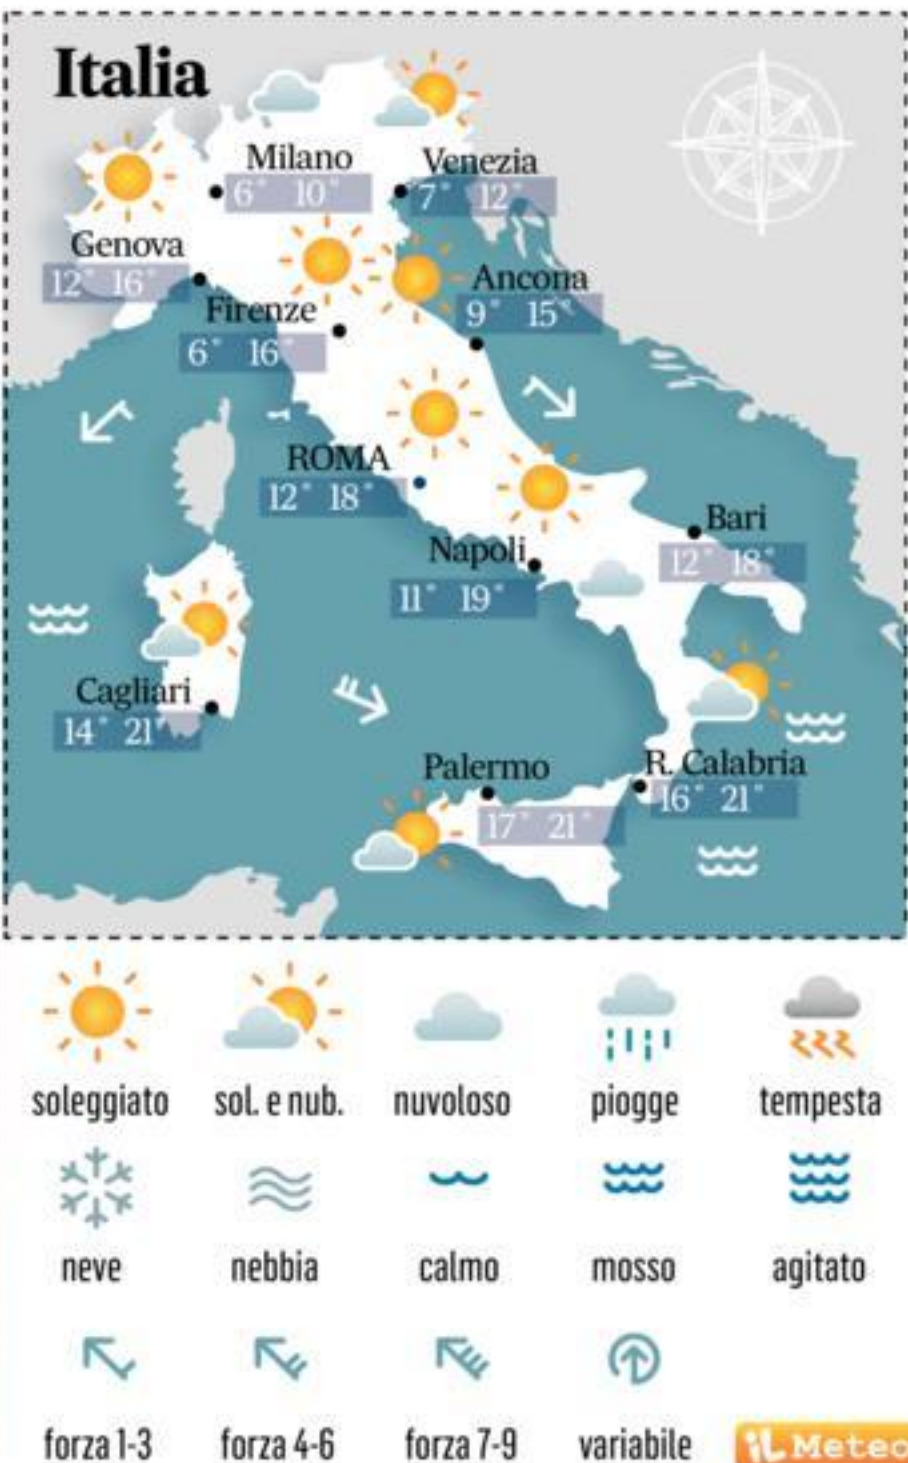 Italia
Milano
6° 10°
Venezia
7° 12°
Genova
12° 16°
Firenze
6° 16°
Ancona
9° 15°
ROMA
12° 18°
Napoli
11° 19°
Bari
12° 18°
Cagliari
14° 21°
Palermo
17° 21°
R. Calabria
16° 21°
soleggiato
sol. e nub.
nuvoloso
piogge
tempesta
neve
nebbia
calmo
mosso
agitato
forza 1-3
forza 4-6
forza 7-9
variabile
iL Meteo